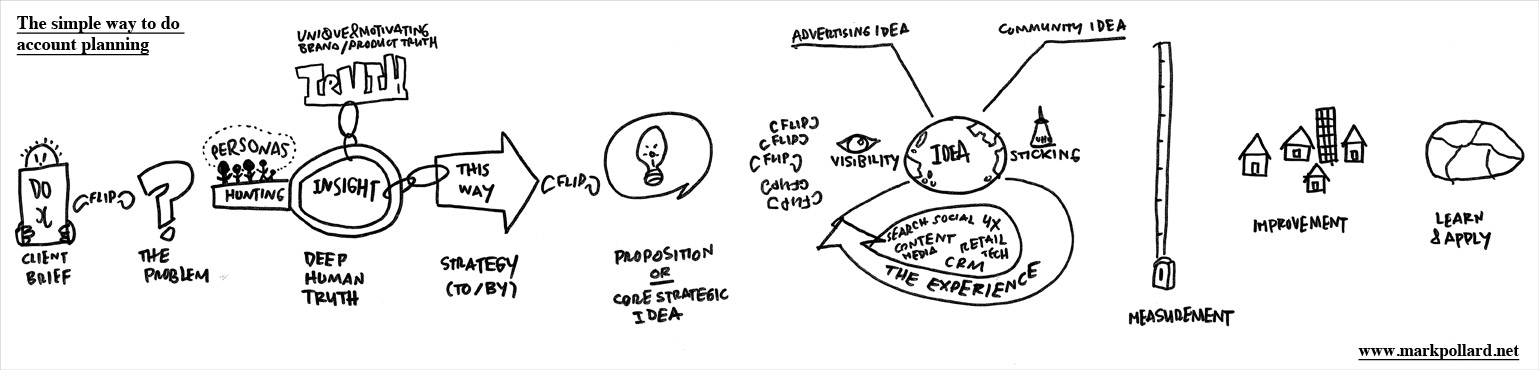 The simple way to do
account planning
DO
X
CLIENT
BRIEF
FLIP
THE
PROBLEM
PERSONAS
HUNTING
UNIQUE & MOTIVATING
BRAND/PRODUCT TRUTH
TRUTH
INSIGHT
DEEP
HUMAN
TRUTH
THIS
WAY
STRATEGY
(TO/BY)
FLIP
PROPOSITION
OR
CORE STRATEGIC
IDEA
ADVERTISING IDEA
COMMUNITY IDEA
FLIP
FLIP
FLIP
FLIP
FLIP
VISIBILITY
IDEA
UHU
STICKING
SEARCH SOCIAL UX
CONTENT RETAIL
MEDIA TECH
CRM
THE EXPERIENCE
MEASUREMENT
IMPROVEMENT
LEARN
& APPLY
www.markpollard.net